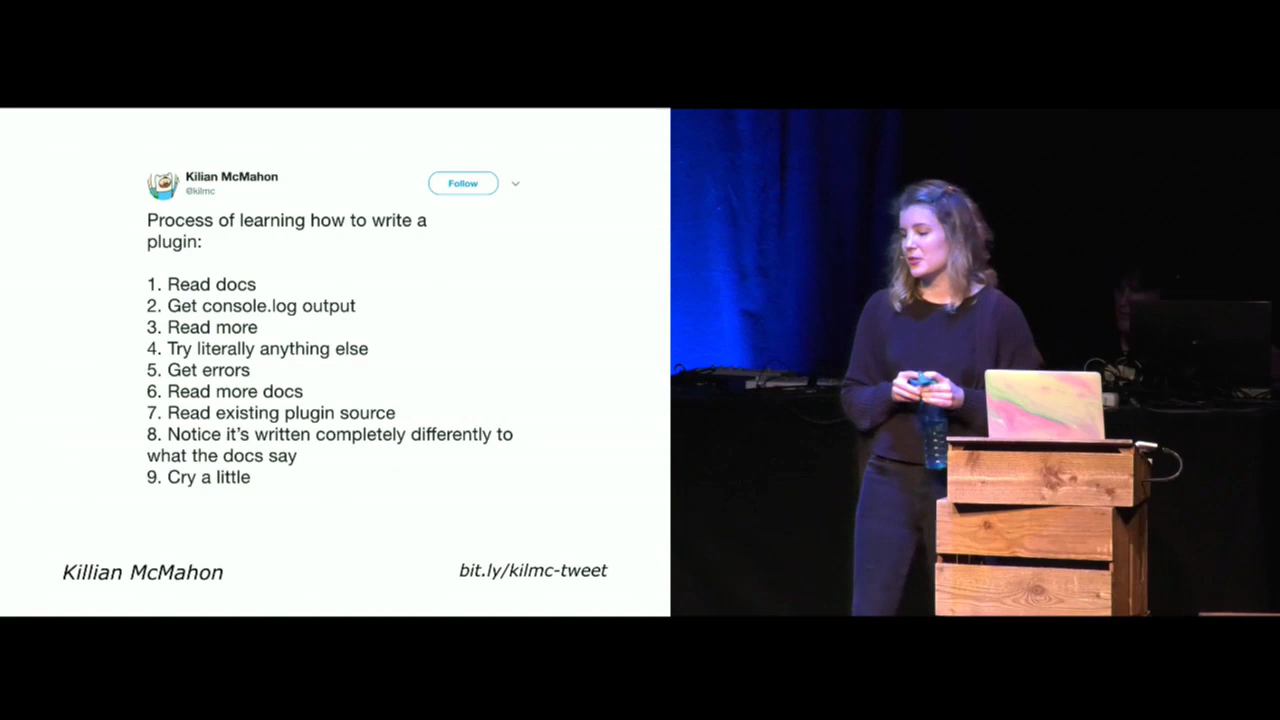 Kilian McMahon
@kilmc
Follow
Process of learning how to write a
plugin:
1. Read docs
2. Get console.log output
3. Read more
4. Try literally anything else
5. Get errors
6. Read more docs
7. Read existing plugin source
8. Notice it's written completely differently to
what the docs say
9. Cry a little
Killian McMahon
bit.ly/kilmc-tweet